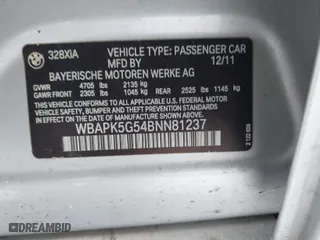 328XIA VEHICLE TYPE: PASSENGER CAR
MFD. BY 12/11
BAYERISCHE MOTOREN WERKE AG
GVWR 4705 LBS 2135 KG
GAWR FRONT 2305 LBS 1045 KG REAR 2525 LBS 1145 KG
THIS VEHICLE CONFORMS TO ALL APPLICABLE U.S. FEDERAL MOTOR
VEHICLE SAFETY, BUMPER, AND THEFT PREVENTION STANDARDS IN
EFFECT ON THE DATE OF MANUFACTURE SHOWN ABOVE.
WBAPK5G54BNN81237
DREAMBID